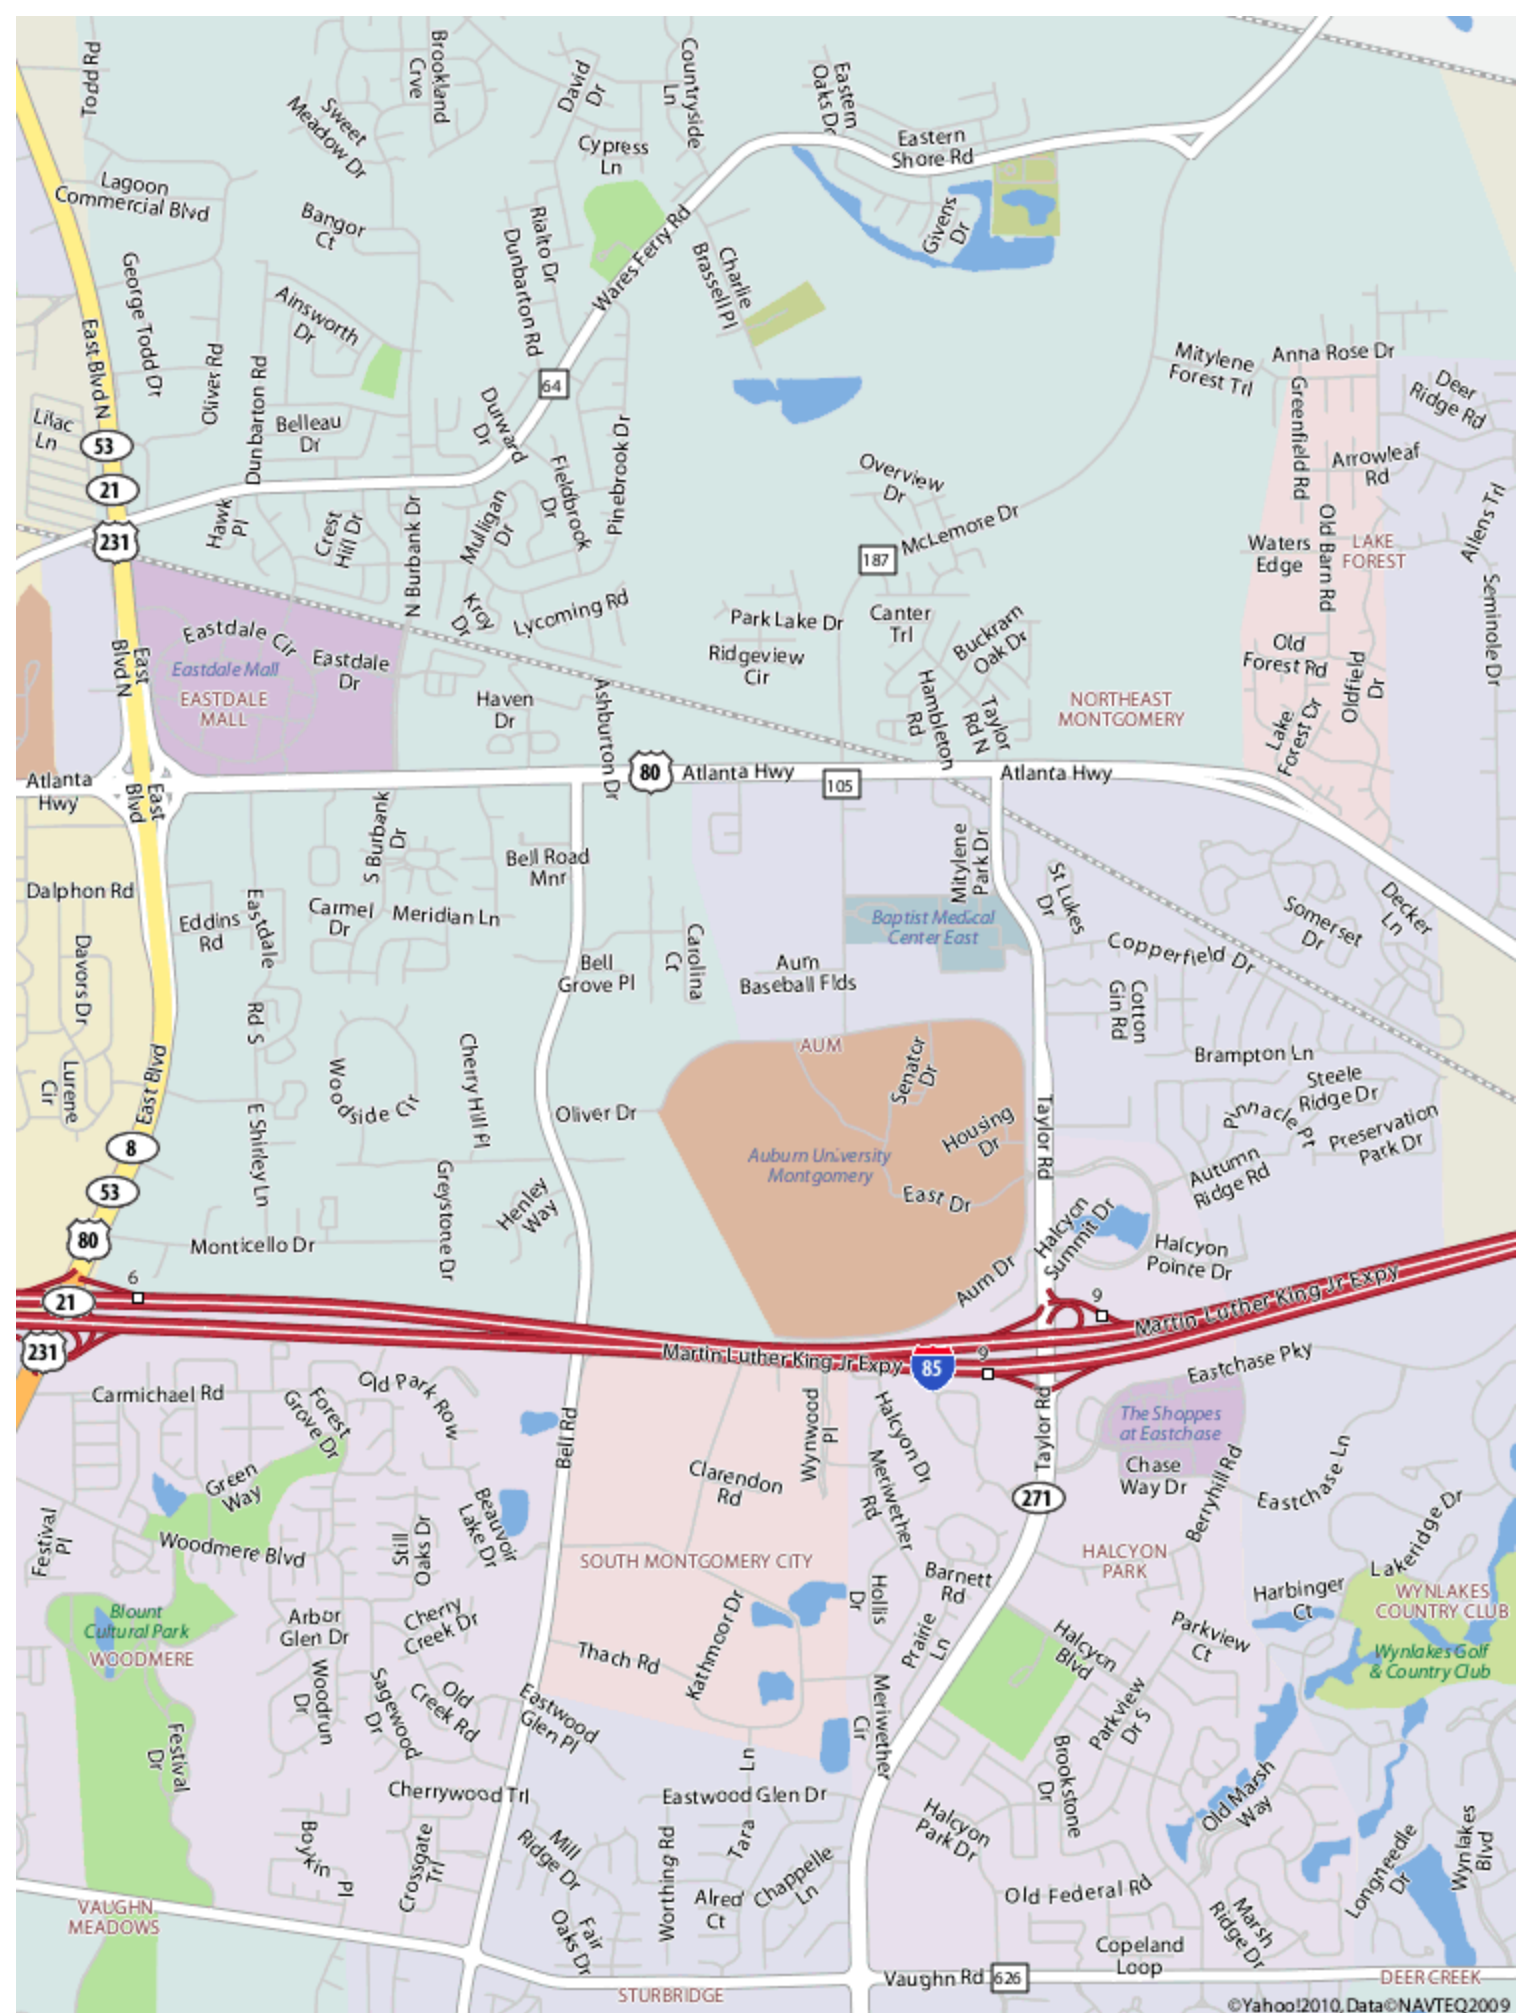 ToppRd
Brookland
Crve
Sweet
Meadow Dr
David
Dr
Countryside
Ln
Cypress
Ln
Eastern
Oaks Dr
Eastern
Shore Rd
Lagoon
Commercial Blvd
Bangor
Ct
Rialto Dr
Dunbarton Rd
Wares Ferry Rd
Charlie
Brassell Pl
Givens
Dr
George Todd Dr
Ainsworth
Dr
East Blvd N
Oliver Rd
Dunbarton Rd
64
Mitylene
Forest Trl
Anna Rose Dr
Deer
Ridge Rd
Lilac
Ln
Belleau
Dr
Durward
Dr
Pinebrook Dr
Greenfield Rd
53
21
231
Fieldbrook
Dr
Overview
Dr
Arrowleaf
Rd
Hawk
Pl
Crest
Hill Dr
N Burbank Dr
Mulligan
Dr
187
McLemore Dr
Old Barn Rd
Allens Trl
Waters
Edge
LAKE
FOREST
Seminole Dr
Kroy
Dr
Lycoming Rd
Park Lake Dr
Canter
Trl
Buckram
Oak Dr
Eastdale Cir
Eastdale Mall
Eastdale
Dr
EASTDALE
MALL
East
Blvd N
Ridgeview
Cir
Old
Forest Rd
Oldfield
Dr
Haven
Dr
Ashburton Dr
Hambleton
Rd
Taylor
Rd N
NORTHEAST
MONTGOMERY
Lake
Forest Dr
Atlanta
Hwy
East
Blvd
80
Atlanta Hwy
105
Atlanta Hwy
S Burbank
Dr
Bell Road
Mnr
Mitylene
Park Dr
St Lukes
Dr
Dalphon Rd
Eddins
Rd
Eastdale
Rd S
Carmel
Dr
Meridian Ln
Baptist Medical
Center East
Somerset
Dr
Decker
Ln
Davors Dr
Bell
Grove Pl
Carolina
Ct
Aum
Baseball Flds
Copperfield Dr
Cotton
Gin Rd
Lurene
Cir
East Blvd
Woodside Cir
Cherry Hill Pl
Oliver Dr
AUM
Senator
Dr
Brampton Ln
Steele
Ridge Dr
Pinnacle Pt
Preservation
Park Dr
8
53
80
E Shirley Ln
Greystone Dr
Henley
Way
Auburn University
Montgomery
Housing
Dr
East Dr
Taylor Rd
Autumn
Ridge Rd
Monticello Dr
Aum Dr
Halcyon
Summit Dr
Halcyon
Pointe Dr
6
21
231
9
Martin Luther King Jr Expy
Martin Luther King Jr Expy
85
9
Carmichael Rd
Forest
Grove Dr
Old Park Row
Bell Rd
Wynwood
Pl
Halcyon Dr
Taylor Rd
Eastchase Pky
The Shoppes
at Eastchase
Green
Way
Clarendon
Rd
Meriwether
Rd
271
Chase
Way Dr
Berryhill Rd
Eastchase Ln
Festival
Pl
Woodmere Blvd
Still
Oaks Dr
Beauvoir
Lake Dr
SOUTH MONTGOMERY CITY
HALCYON
PARK
Lakeridge Dr
Blount
Cultural Park
WOODMERE
Arbor
Glen Dr
Cherry
Creek Dr
Kathmoor Dr
Hollis
Dr
Barnett
Rd
Prairie
Ln
Harbinger
Ct
WYNLAKES
COUNTRY CLUB
Wynlakes Golf
& Country Club
Thach Rd
Halcyon
Blvd
Parkview
Ct
Woodrun
Dr
Sagewood
Dr
Old
Creek Rd
Eastwood
Glen Pl
Meriwether
Cir
Parkview
Dr S
Festival
Dr
Cherrywood Trl
Tara
Ln
Eastwood Glen Dr
Brookstone
Dr
Old Marsh
Way
Boykin
Pl
Crossgate
Trl
Mill
Ridge Dr
Worthing Rd
Chappelle
Ln
Halcyon
Park Dr
Longneedle
Dr
Wynlakes
Blvd
VAUGHN
MEADOWS
Fair
Oaks Dr
Alred
Ct
Old Federal Rd
Marsh
Ridge Dr
Copeland
Loop
STURBRIDGE
Vaughn Rd
626
DEER CREEK
©Yahoo!2010, Data©NAVTEQ2009